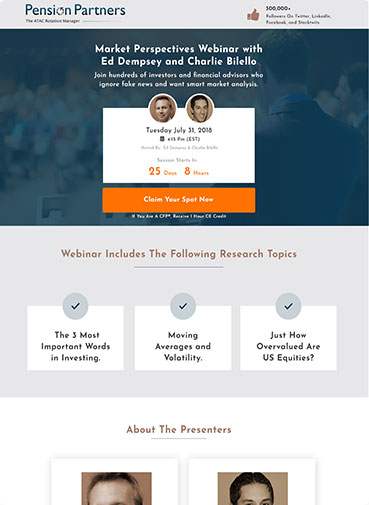 Pension Partners
The ATAC Rotation Manager
500,000+
Followers On Twitter, LinkedIn,
Facebook, and Stocktwits
Market Perspectives Webinar with
Ed Dempsey and Charlie Bilello
Join hundreds of investors and financial advisors who
ignore fake news and want smart market analysis.
Tuesday July 31, 2018
4:15 Pm (EST)
Hosted By: Ed Dempsey & Charlie Bilello
Session Starts In
25 Days 8 Hours
Claim Your Spot Now
If You Are A CFP®, Receive 1 Hour CE Credit
Webinar Includes The Following Research Topics
The 3 Most
Important Words
in Investing.
Moving
Averages and
Volatility.
Just How
Overvalued Are
US Equities?
About The Presenters